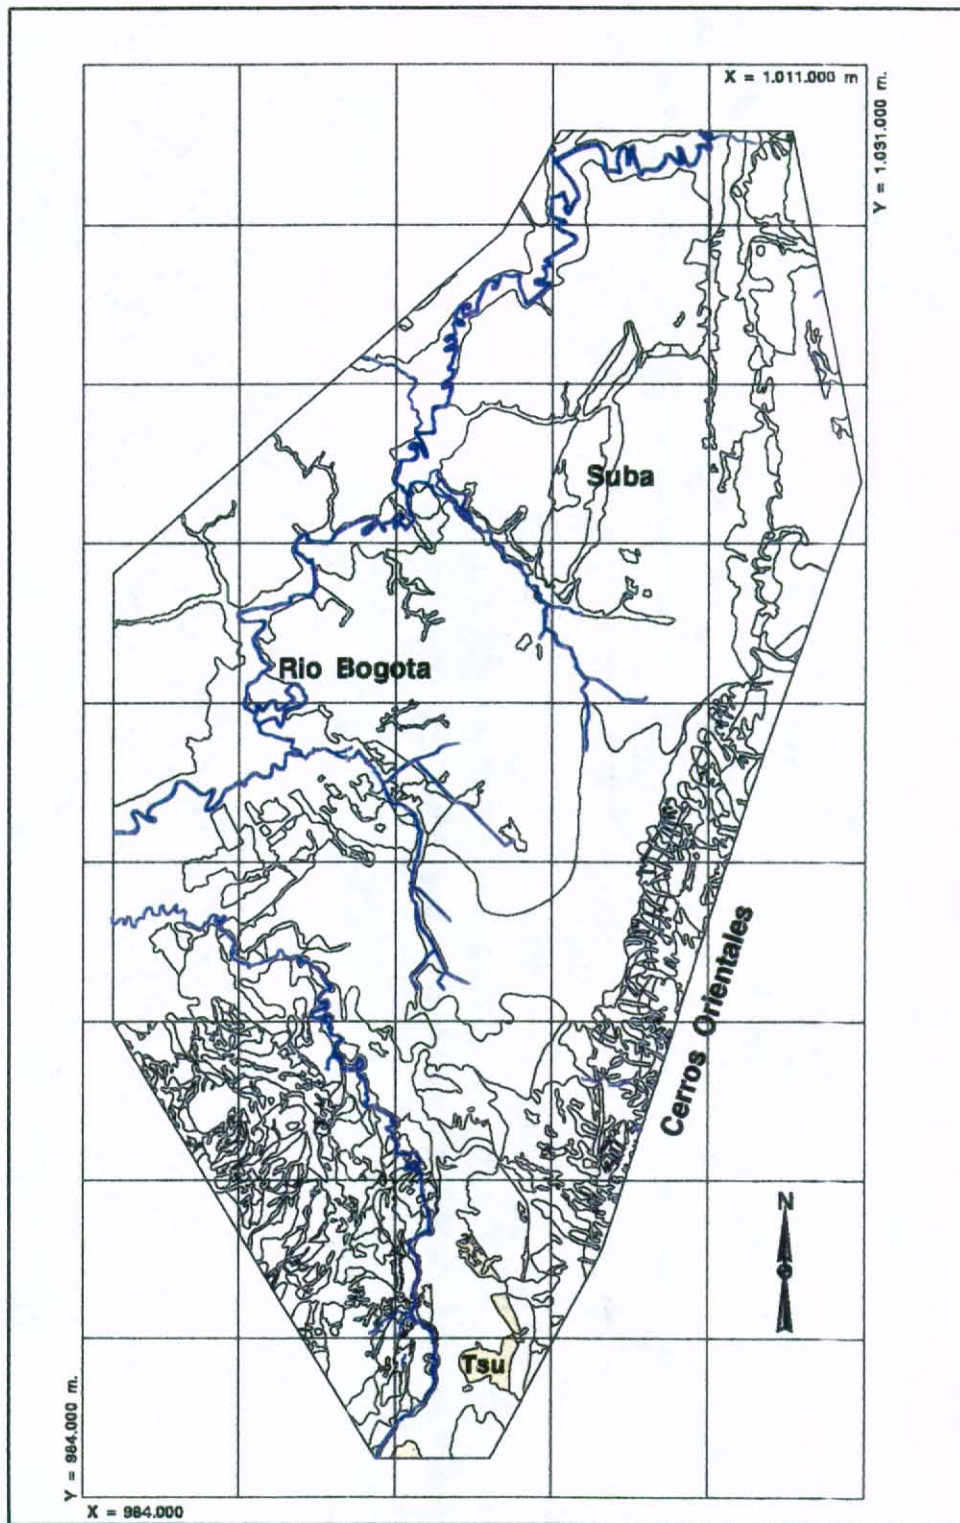 X = 1.011.000 m
Y = 1.031.000 m.
Suba
Rio Bogota
Cerros Orientales
N
Tsu
Y = 984.000 m.
X = 984.000